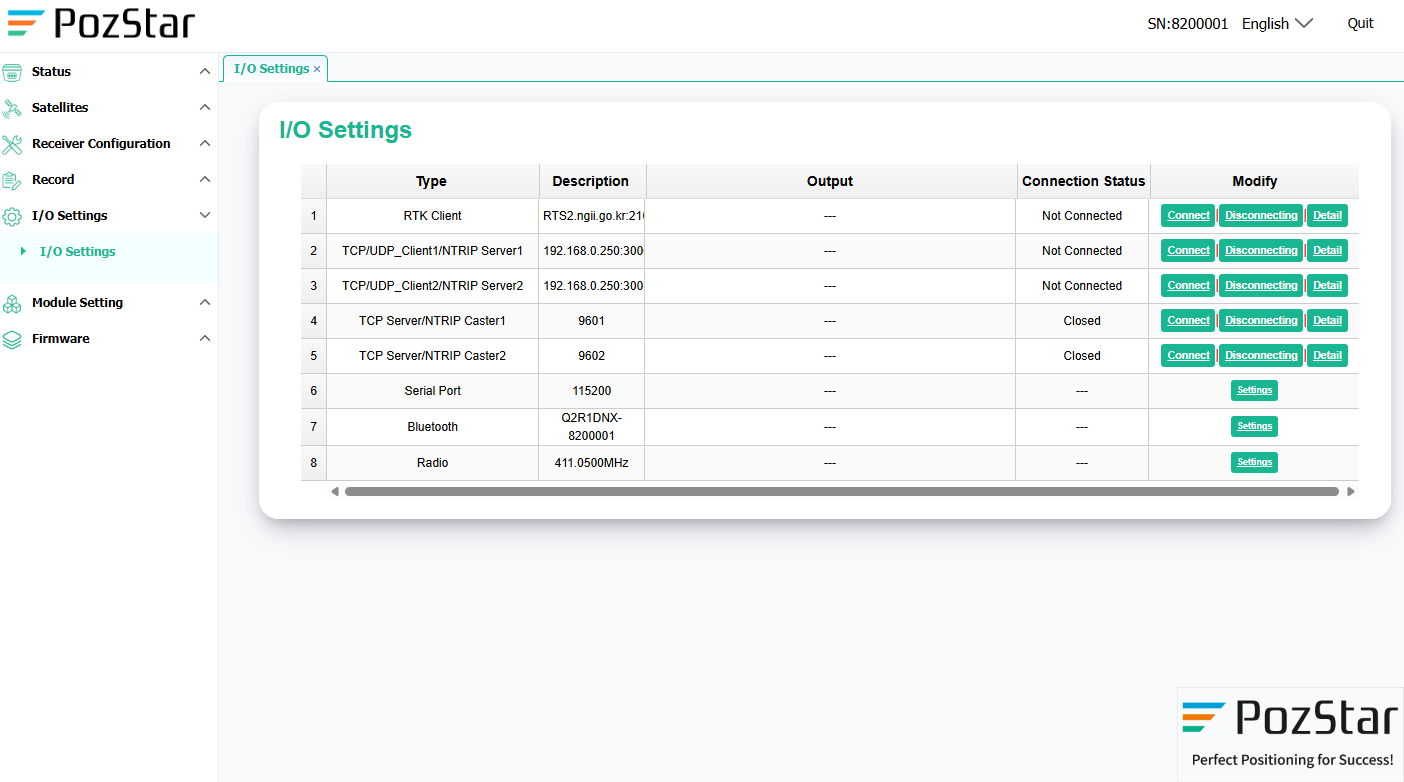 PozStar
SN:8200001 English Quit
Status
Satellites
Receiver Configuration
Record
I/O Settings
I/O Settings
Module Setting
Firmware
I/O Settings ×
I/O Settings
Type Description Output Connection Status Modify
1 RTK Client RTS2.ngii.go.kr:210 --- Not Connected Connect | Disconnecting | Detail
2 TCP/UDP_Client1/NTRIP Server1 192.168.0.250:300 --- Not Connected Connect | Disconnecting | Detail
3 TCP/UDP_Client2/NTRIP Server2 192.168.0.250:300 --- Not Connected Connect | Disconnecting | Detail
4 TCP Server/NTRIP Caster1 9601 --- Closed Connect | Disconnecting | Detail
5 TCP Server/NTRIP Caster2 9602 --- Closed Connect | Disconnecting | Detail
6 Serial Port 115200 --- --- Settings
7 Bluetooth Q2R1DNX-
8200001 --- --- Settings
8 Radio 411.0500MHz --- --- Settings
PozStar
Perfect Positioning for Success!